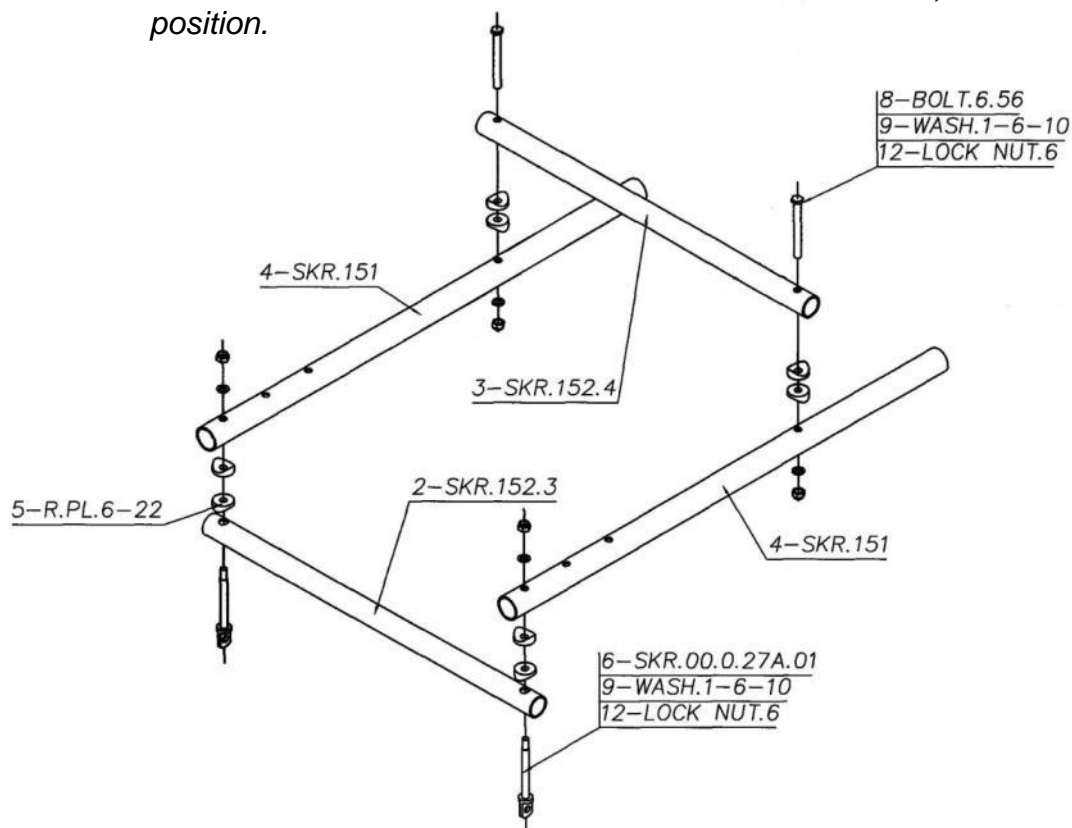 position.
8-BOLT.6.56
9-WASH.1-6-10
12-LOCK NUT.6
4-SKR.151
3-SKR.152.4
2-SKR.152.3
5-R.PL.6-22
4-SKR.151
6-SKR.00.0.27A.01
9-WASH.1-6-10
12-LOCK NUT.6